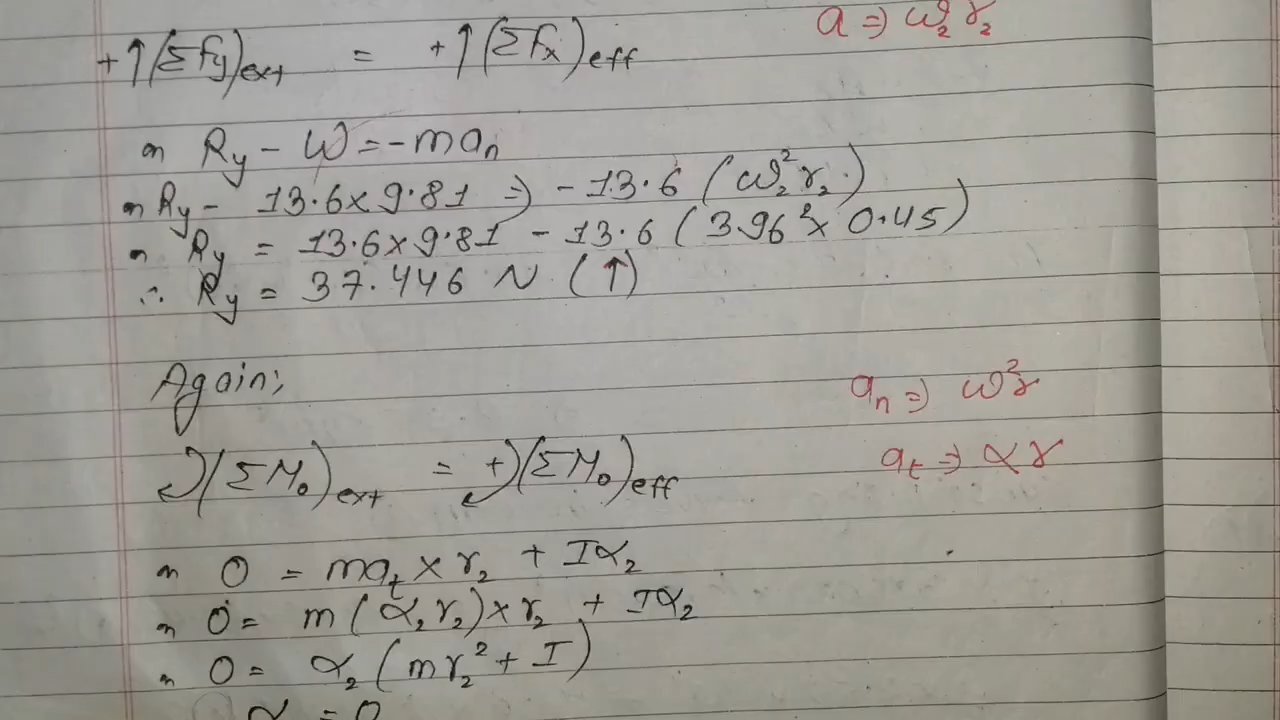 a ⇒ ω₂²r₂
+↑(ΣFy)ext = +↑(ΣFx)eff
Ry - W = -man
Ry - 13.6×9.81 ⇒ -13.6 (ω₂²r₂.)
Ry = 13.6×9.81 - 13.6 (3.96²× 0.45)
∴ Ry = 37.446 N (↑)
Again;
an ⇒ ω²r
at ⇒ αr
(ΣM₀)ext = +)(ΣM₀)eff
0 = mat × r₂ + Iα₂
0 = m(α₂r₂)×r₂ + Iα₂
0 = α₂(mr₂² + I)